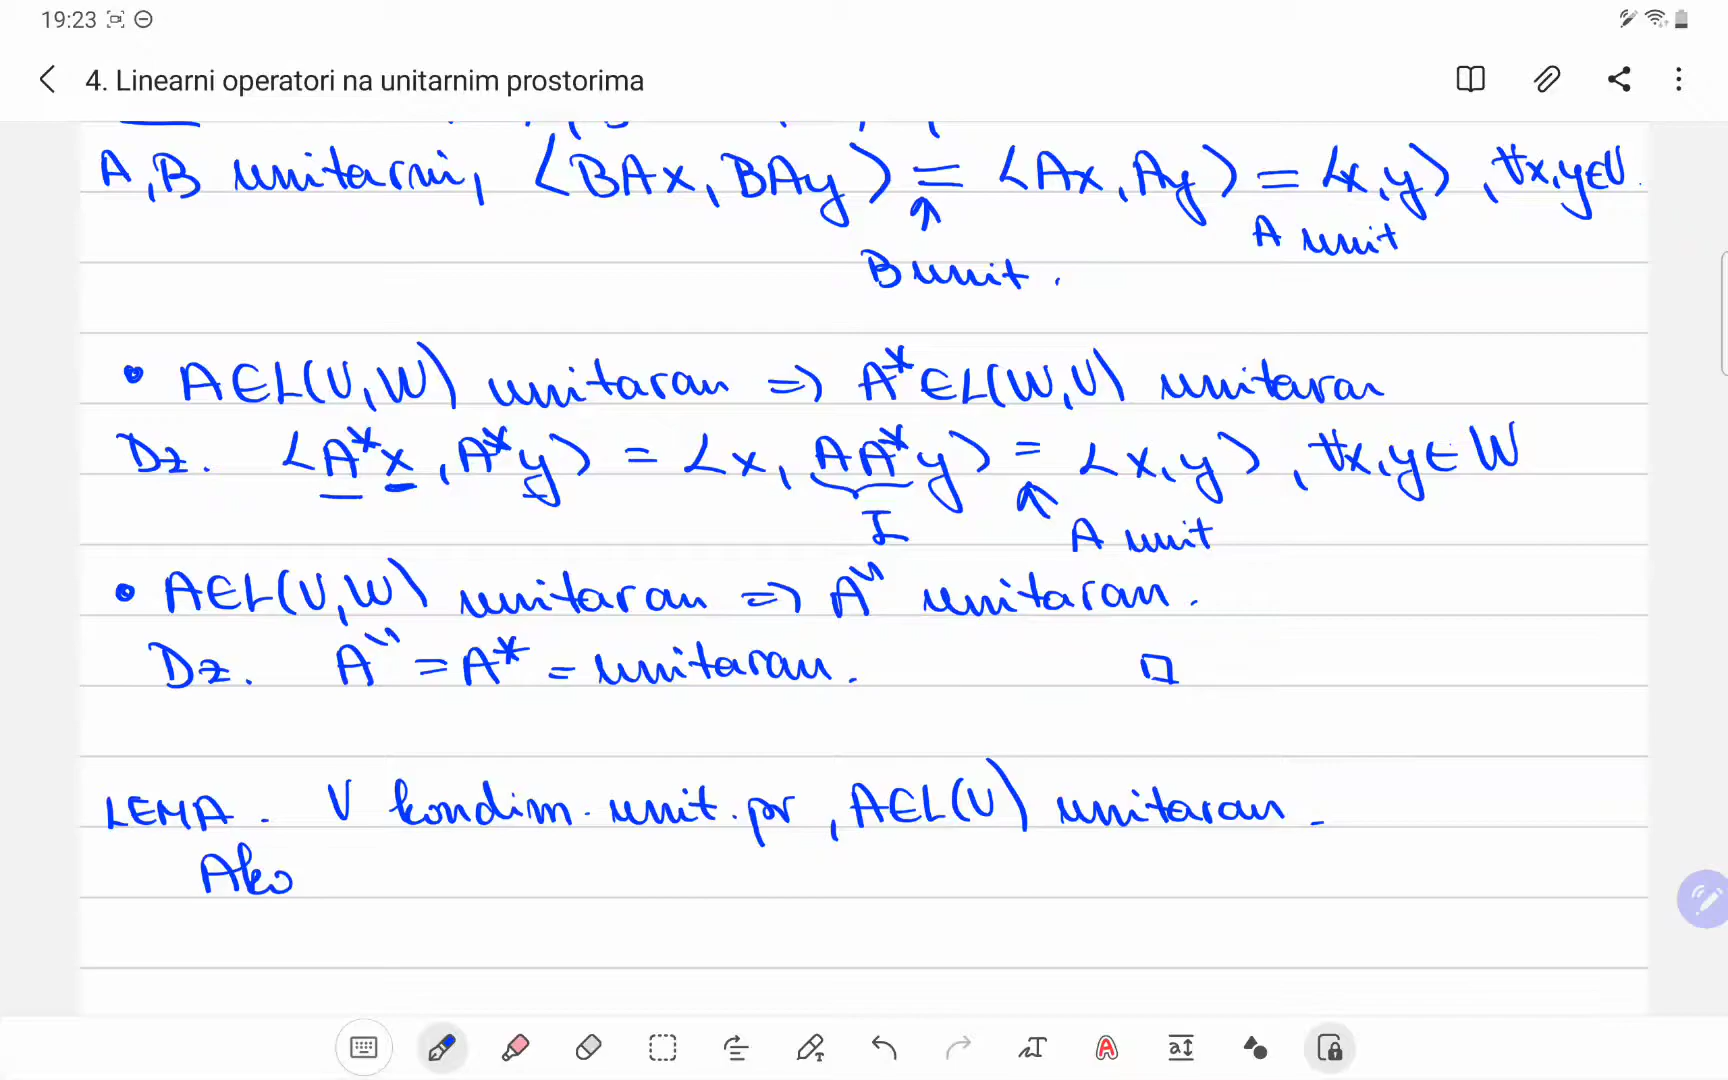 19:23
4. Linearni operatori na unitarnim prostorima
A,B unitarni, ⟨BAx, BAy⟩ = ⟨Ax, Ay⟩ = ⟨x,y⟩, ∀x,y∈V.
↑ A unit
B unit.
• A∈L(V,W) unitaran ⇒ A*∈L(W,V) unitaran
Dz. ⟨A*x, A*y⟩ = ⟨x, AA*y⟩ = ⟨x,y⟩, ∀x,y∈W
I ↑ A unit
• A∈L(V,W) unitaran ⇒ A⁻¹ unitaran.
Dz. A⁻¹ = A* = unitaran. □
LEMA. V kondim. unit. pr, A∈L(V) unitaran.
Ako